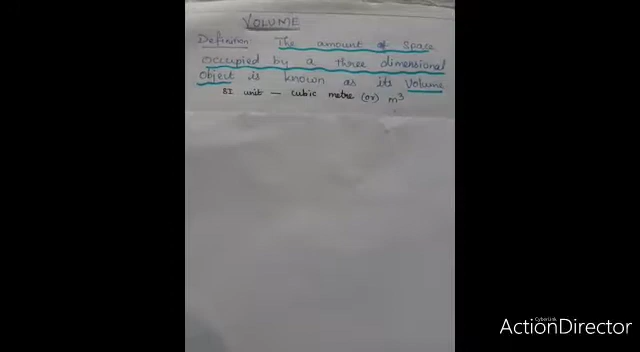 VOLUME
Definition The amount of Space
occupied by a three dimensional
object is known as its Volume
SI unit — cubic metre (or) m³
CyberLink
ActionDirector